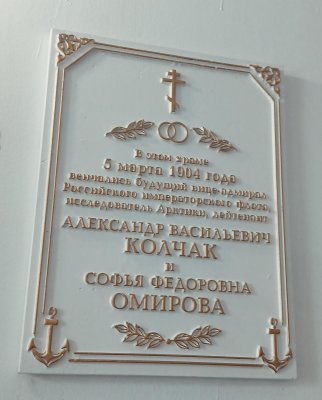 В этом храме
5 марта 1904 года
венчались будущий вице-адмирал
Российского императорского флота,
исследователь Арктики, лейтенант
АЛЕКСАНДР ВАСИЛЬЕВИЧ
КОЛЧАК
и
СОФЬЯ ФЕДОРОВНА
ОМИРОВА